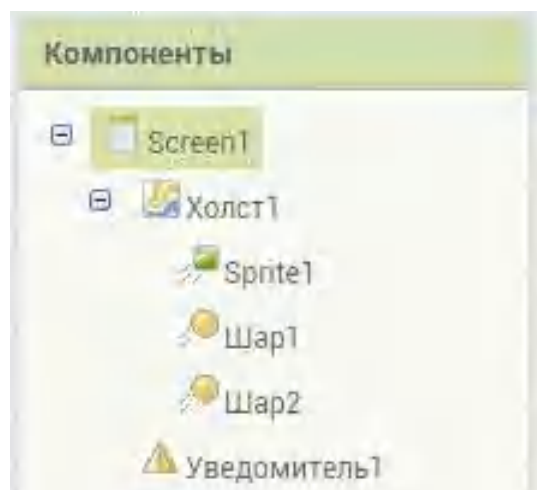 Компоненты
Screen1
Холст1
Sprite1
Шар1
Шар2
Уведомитель1